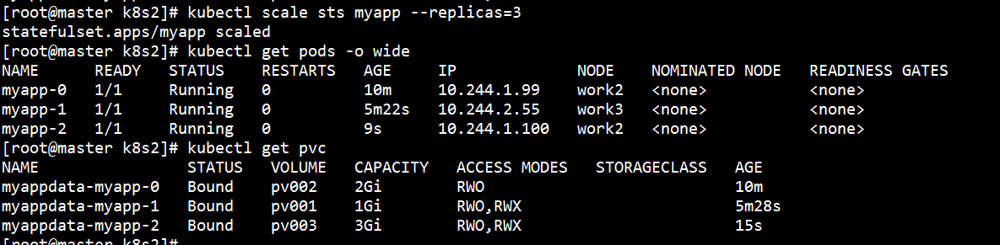 [root@master k8s2]# kubectl scale sts myapp --replicas=3
statefulset.apps/myapp scaled
[root@master k8s2]# kubectl get pods -o wide
NAME READY STATUS RESTARTS AGE IP NODE NOMINATED NODE READINESS GATES
myapp-0 1/1 Running 0 10m 10.244.1.99 work2 <none> <none>
myapp-1 1/1 Running 0 5m22s 10.244.2.55 work3 <none> <none>
myapp-2 1/1 Running 0 9s 10.244.1.100 work2 <none> <none>
[root@master k8s2]# kubectl get pvc
NAME STATUS VOLUME CAPACITY ACCESS MODES STORAGECLASS AGE
myappdata-myapp-0 Bound pv002 2Gi RWO 10m
myappdata-myapp-1 Bound pv001 1Gi RWO,RWX 5m28s
myappdata-myapp-2 Bound pv003 3Gi RWO,RWX 15s
[root@master k8s2]#